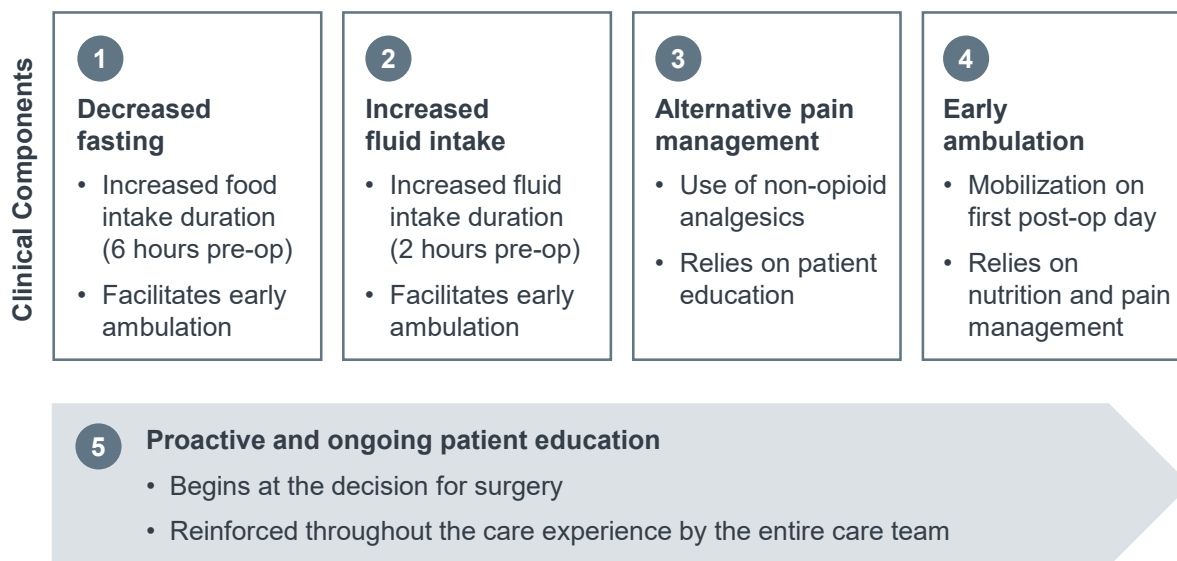 Clinical Components
1
Decreased
fasting
• Increased food
intake duration
(6 hours pre-op)
• Facilitates early
ambulation
2
Increased
fluid intake
• Increased fluid
intake duration
(2 hours pre-op)
• Facilitates early
ambulation
3
Alternative pain
management
• Use of non-opioid
analgesics
• Relies on patient
education
4
Early
ambulation
• Mobilization on
first post-op day
• Relies on
nutrition and pain
management
5
Proactive and ongoing patient education
• Begins at the decision for surgery
• Reinforced throughout the care experience by the entire care team